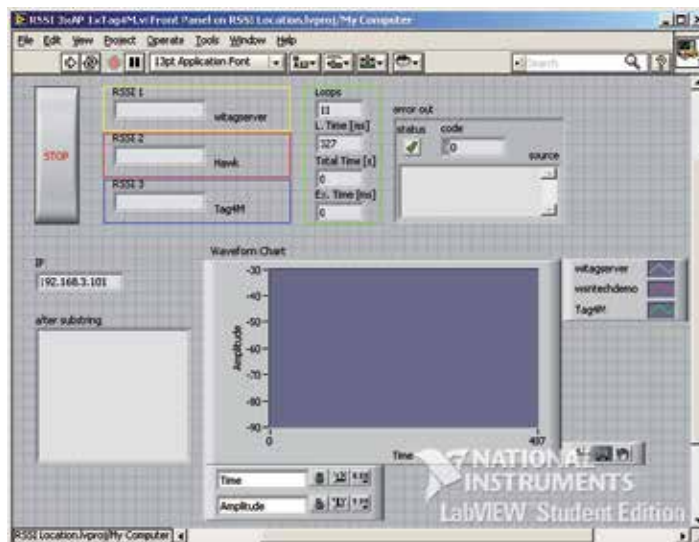 RSSI 3xAP 1xTag4M.vi Front Panel on RSSI Location.lvproj/My Computer
File Edit View Project Operate Tools Window Help
13pt Application Font
Search
RSSI 1
witagserver
RSSI 2
Hawk
RSSI 3
Tag4M
STOP
Loops
11
L. Time [ms]
327
Total Time [s]
0
Ex. Time [ms]
0
error out
status code
0
source
IP
192.168.3.101
after substring
Waveform Chart
-30
-40
-50
-60
-70
-80
-90
Amplitude
0
497
Time
witagserver
wsntechdemo
Tag4M
Time
Amplitude
NATIONAL
INSTRUMENTS
LabVIEW Student Edition
RSSI Location.lvproj/My Computer